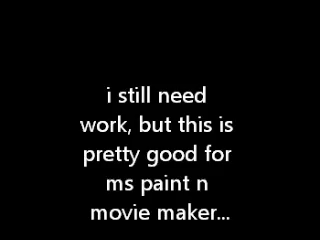 i still need
work, but this is
pretty good for
ms paint n
movie maker...